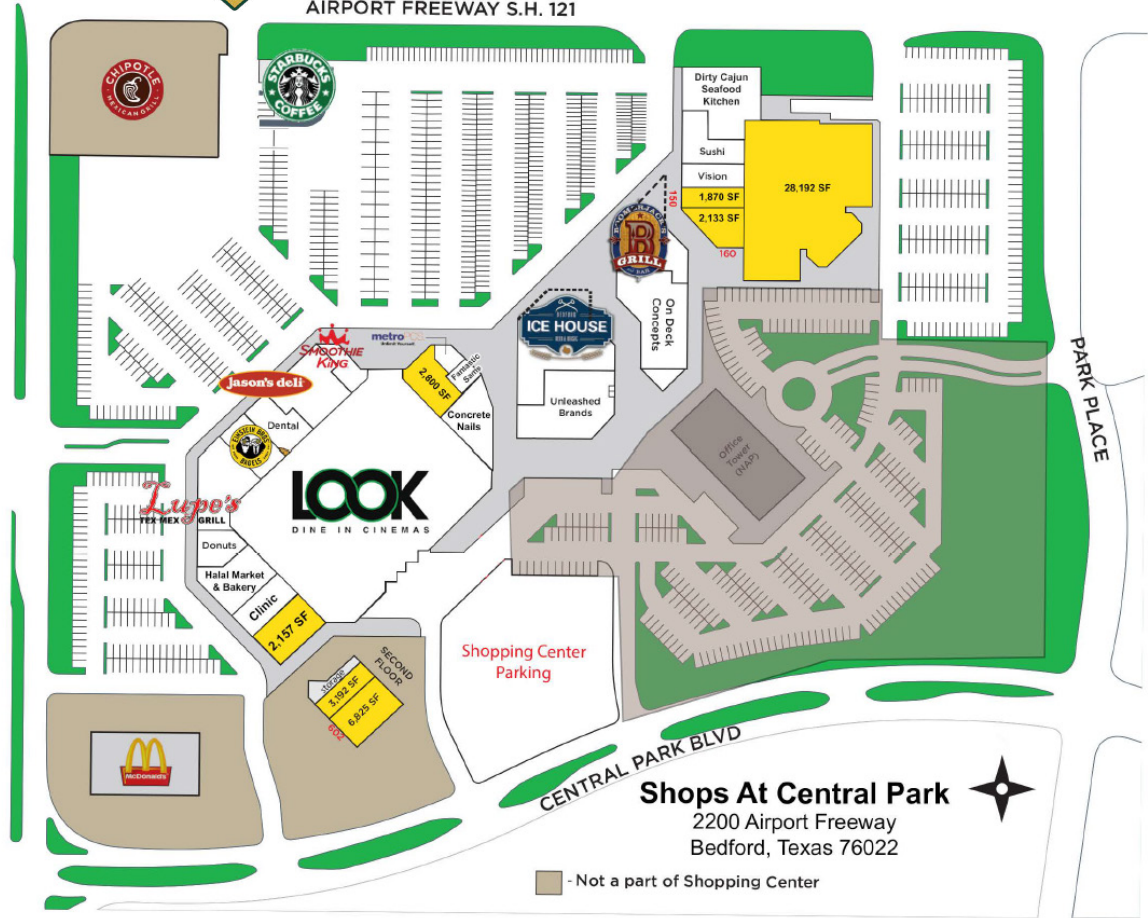 AIRPORT FREEWAY S.H. 121
CHIPOTLE
MEXICAN GRILL
STARBUCKS
COFFEE
Dirty Cajun
Seafood
Kitchen
Sushi
Vision
1,870 SF
2,133 SF
28,192 SF
150
160
B
GRILL
On Deck
Concepts
ICE HOUSE
Unleashed
Brands
SMOOTHIE
KING
metroPCS
2,800 SF
Fantastic
Sams
Concrete
Nails
Jason's deli
Dental
EINSTEIN BROS
BAGELS
LOOK
DINE IN CINEMAS
Lupe's
TEX MEX GRILL
Donuts
Halal Market
& Bakery
Clinic
2,157 SF
Office
Tower
(NAP)
PARK PLACE
Shopping Center
Parking
SECOND
FLOOR
storage
3,192 SF
6,825 SF
602
McDonald's
CENTRAL PARK BLVD
Shops At Central Park
2200 Airport Freeway
Bedford, Texas 76022
- Not a part of Shopping Center